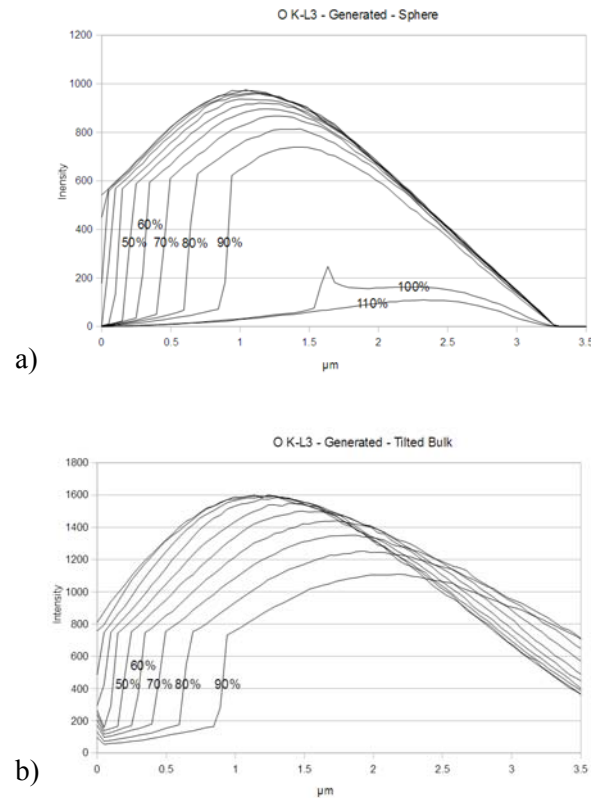 O K-L3 - Generated - Sphere
1200
1000
800
600
400
200
0
Inensity
60%
50% 70% 80% 90%
100%
110%
0 0.5 1 1.5 2 2.5 3 3.5
µm
a)
O K-L3 - Generated - Tilted Bulk
1800
1600
1400
1200
1000
800
600
400
200
0
Intensity
60%
50% 70% 80% 90%
0 0.5 1 1.5 2 2.5 3 3.5
µm
b)